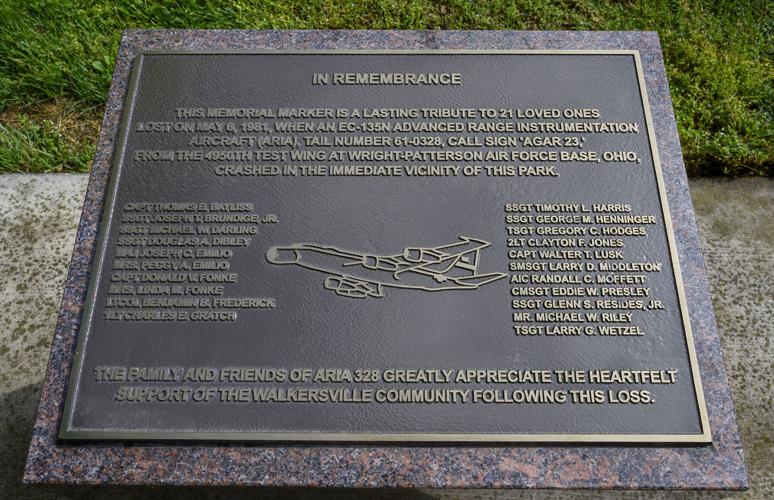 IN REMEMBRANCE
THIS MEMORIAL MARKER IS A LASTING TRIBUTE TO 21 LOVED ONES
LOST ON MAY 6, 1981, WHEN AN EC-135N ADVANCED RANGE INSTRUMENTATION
AIRCRAFT (ARIA), TAIL NUMBER 61-0328, CALL SIGN 'AGAR 23,'
FROM THE 4950TH TEST WING AT WRIGHT-PATTERSON AIR FORCE BASE, OHIO,
CRASHED IN THE IMMEDIATE VICINITY OF THIS PARK.
CAPT THOMAS E. BAYLISS
SSGT JOSEPH T. BRUNDIGE, JR.
SSGT MICHAEL W. DARLING
SSGT DOUGLAS A. DIBLEY
MAJ JOSEPH C. EMILIO
MRS. PEGGY A. EMILIO
CAPT DONALD V. FONKE
MRS. LINDA M. FONKE
LTCOL BENJAMIN B. FREDERICK
1LT CHARLES E. GRATCH
SSGT TIMOTHY L. HARRIS
SSGT GEORGE M. HENNINGER
TSGT GREGORY C. HODGES
2LT CLAYTON F. JONES
CAPT WALTER T. LUSK
SMSGT LARRY D. MIDDLETON
AIC RANDALL C. MOFFETT
CMSGT EDDIE W. PRESLEY
SSGT GLENN S. RESIDES, JR.
MR. MICHAEL W. RILEY
TSGT LARRY G. WETZEL
THE FAMILY AND FRIENDS OF ARIA 328 GREATLY APPRECIATE THE HEARTFELT
SUPPORT OF THE WALKERSVILLE COMMUNITY FOLLOWING THIS LOSS.